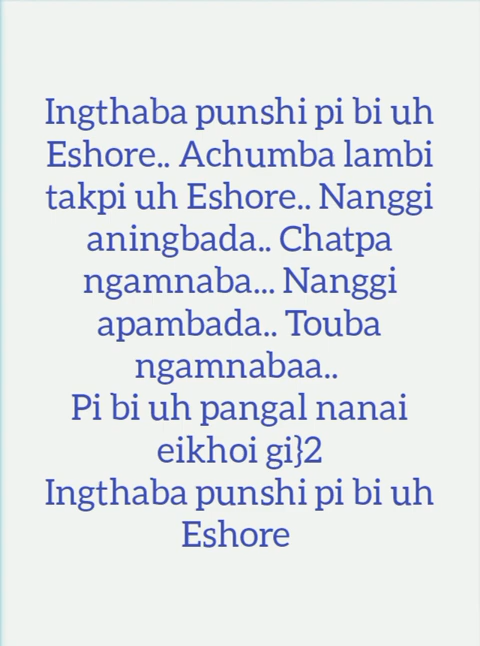 Ingthaba punshi pi bi uh
Eshore.. Achumba lambi
takpi uh Eshore.. Nanggi
aningbada.. Chatpa
ngamnaba... Nanggi
apambada.. Touba
ngamnabaa..
Pi bi uh pangal nanai
eikhoi gi}2
Ingthaba punshi pi bi uh
Eshore